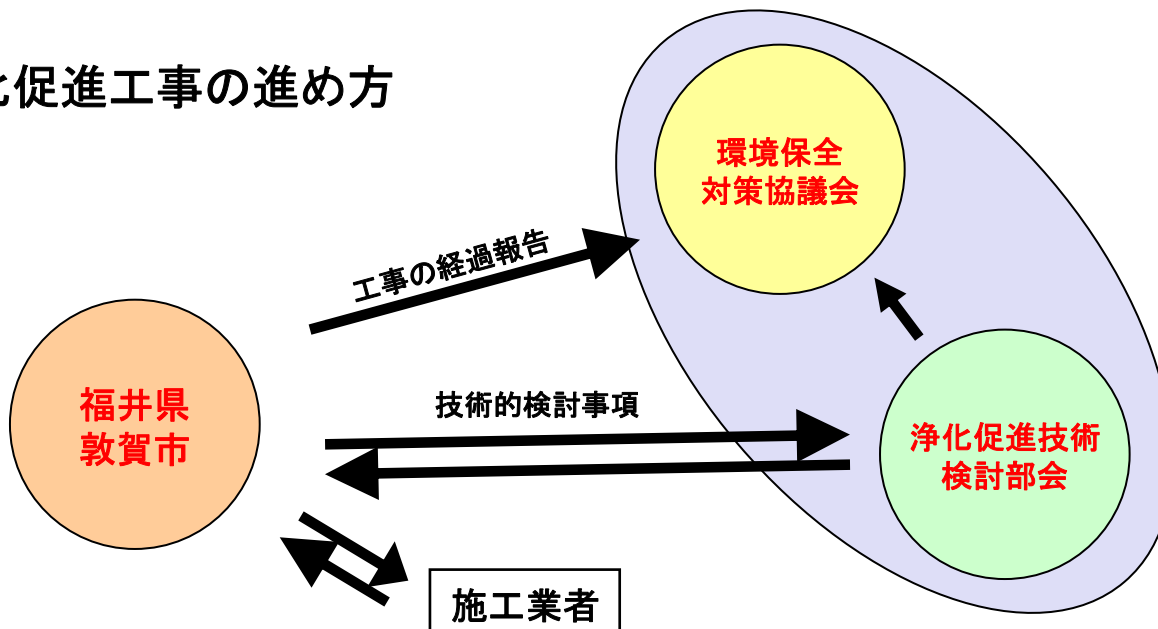 化促進工事の進め方
環境保全
対策協議会
工事の経過報告
福井県
敦賀市
技術的検討事項
浄化促進技術
検討部会
施工業者